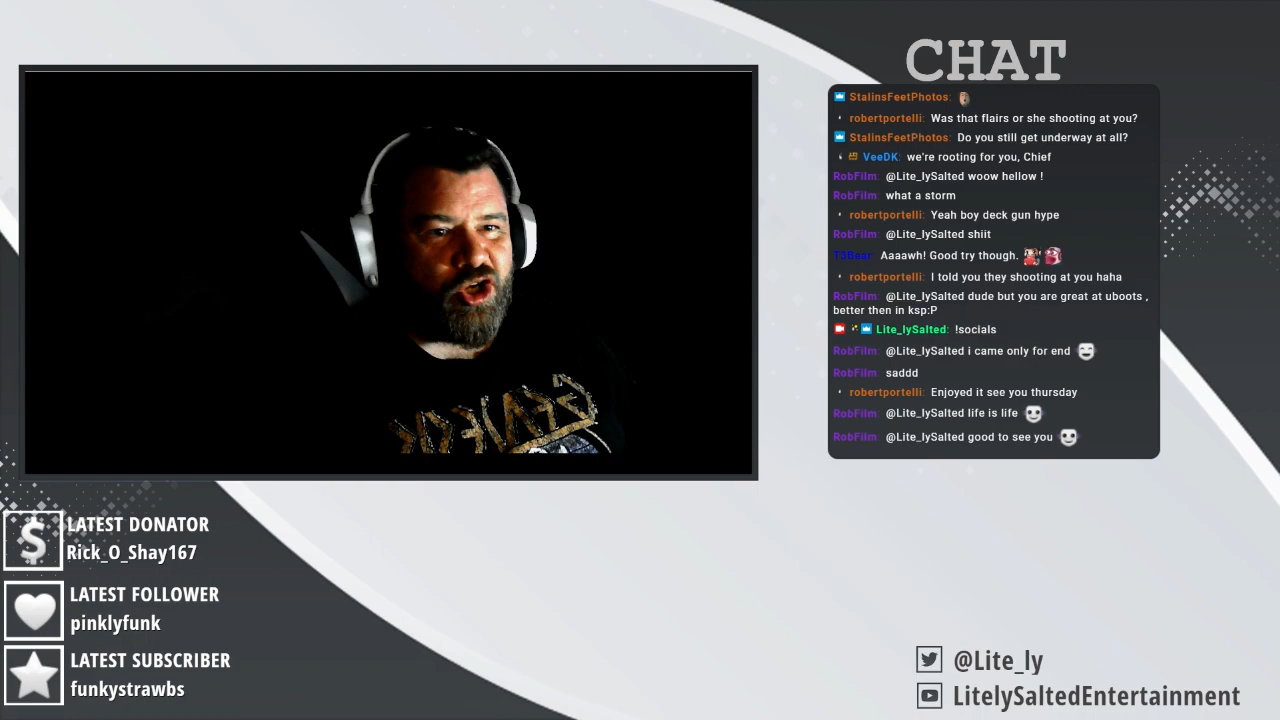 CHAT
StalinsFeetPhotos:
robertportelli: Was that flairs or she shooting at you?
StalinsFeetPhotos: Do you still get underway at all?
VeeDK: we're rooting for you, Chief
RobFilm: @Lite_lySalted woow hellow !
RobFilm: what a storm
robertportelli: Yeah boy deck gun hype
RobFilm: @Lite_lySalted shiit
T3Bear: Aaaawh! Good try though.
robertportelli: I told you they shooting at you haha
RobFilm: @Lite_lySalted dude but you are great at uboots ,
better then in ksp:P
Lite_lySalted: !socials
RobFilm: @Lite_lySalted i came only for end
RobFilm: saddd
robertportelli: Enjoyed it see you thursday
RobFilm: @Lite_lySalted life is life
RobFilm: @Lite_lySalted good to see you
LATEST DONATOR
Rick_O_Shay167
LATEST FOLLOWER
pinklyfunk
LATEST SUBSCRIBER
funkystrawbs
@Lite_ly
LitelySaltedEntertainment